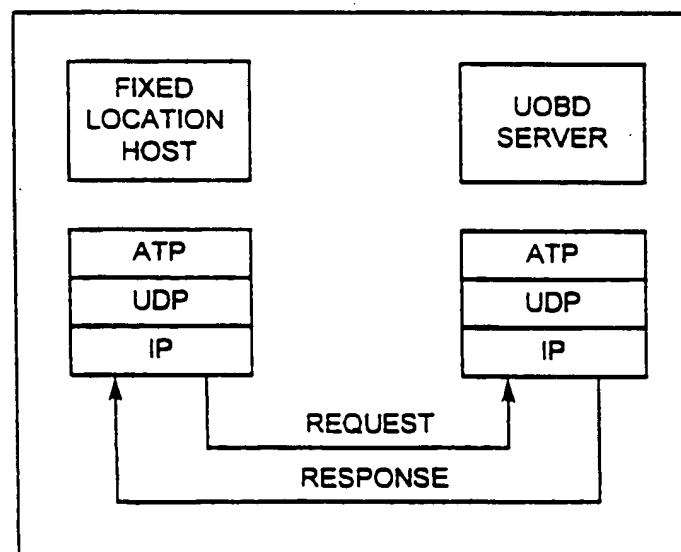 FIXED
LOCATION
HOST
UOBD
SERVER
ATP
UDP
IP
ATP
UDP
IP
REQUEST
RESPONSE